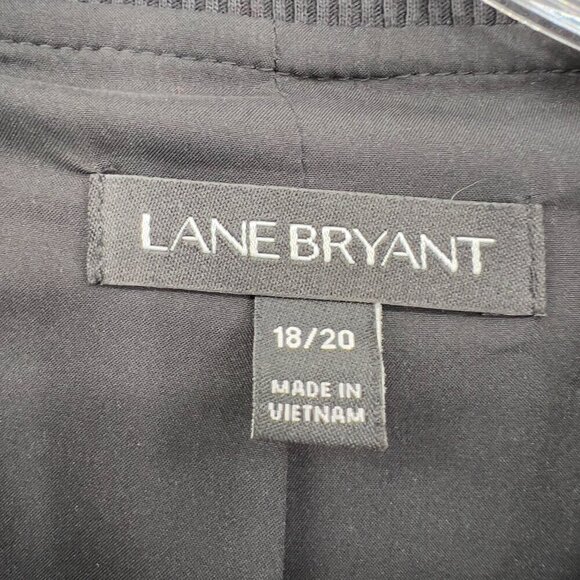 LANE BRYANT
18/20
MADE IN
VIETNAM